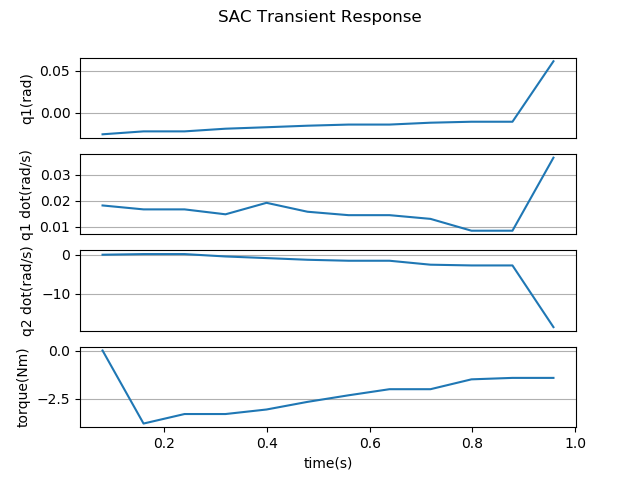 SAC Transient Response
q1(rad)
0.05
0.00
q1 dot(rad/s)
0.03
0.02
0.01
q2 dot(rad/s)
0
−10
torque(Nm)
0.0
−2.5
0.2 0.4 0.6 0.8 1.0
time(s)